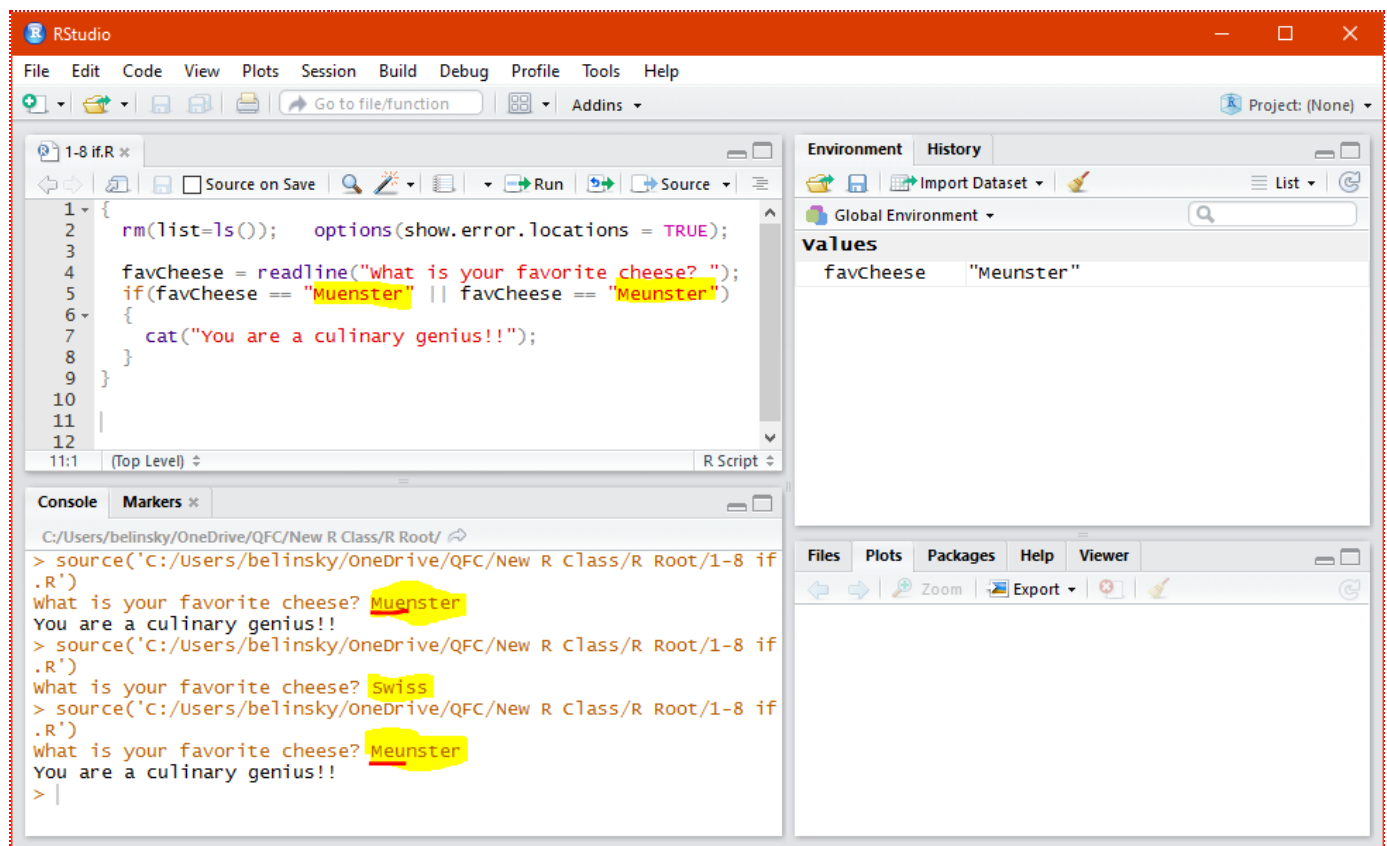 RStudio
File Edit Code View Plots Session Build Debug Profile Tools Help
Go to file/function Addins Project: (None)
1-8 if.R
Source on Save Run Source
1 {
2 rm(list=ls()); options(show.error.locations = TRUE);
3
4 favCheese = readline("What is your favorite cheese? ");
5 if(favCheese == "Muenster" || favCheese == "Meunster")
6 {
7 cat("You are a culinary genius!!");
8 }
9 }
10
11
12
11:1 (Top Level) R Script
Console Markers
C:/Users/belinsky/OneDrive/QFC/New R Class/R Root/
> source('C:/Users/belinsky/OneDrive/QFC/New R Class/R Root/1-8 if
.R')
What is your favorite cheese? Muenster
You are a culinary genius!!
> source('C:/Users/belinsky/OneDrive/QFC/New R Class/R Root/1-8 if
.R')
What is your favorite cheese? Swiss
> source('C:/Users/belinsky/OneDrive/QFC/New R Class/R Root/1-8 if
.R')
What is your favorite cheese? Meunster
You are a culinary genius!!
>
Environment History
Import Dataset List
Global Environment
Values
favCheese "Meunster"
Files Plots Packages Help Viewer
Zoom Export